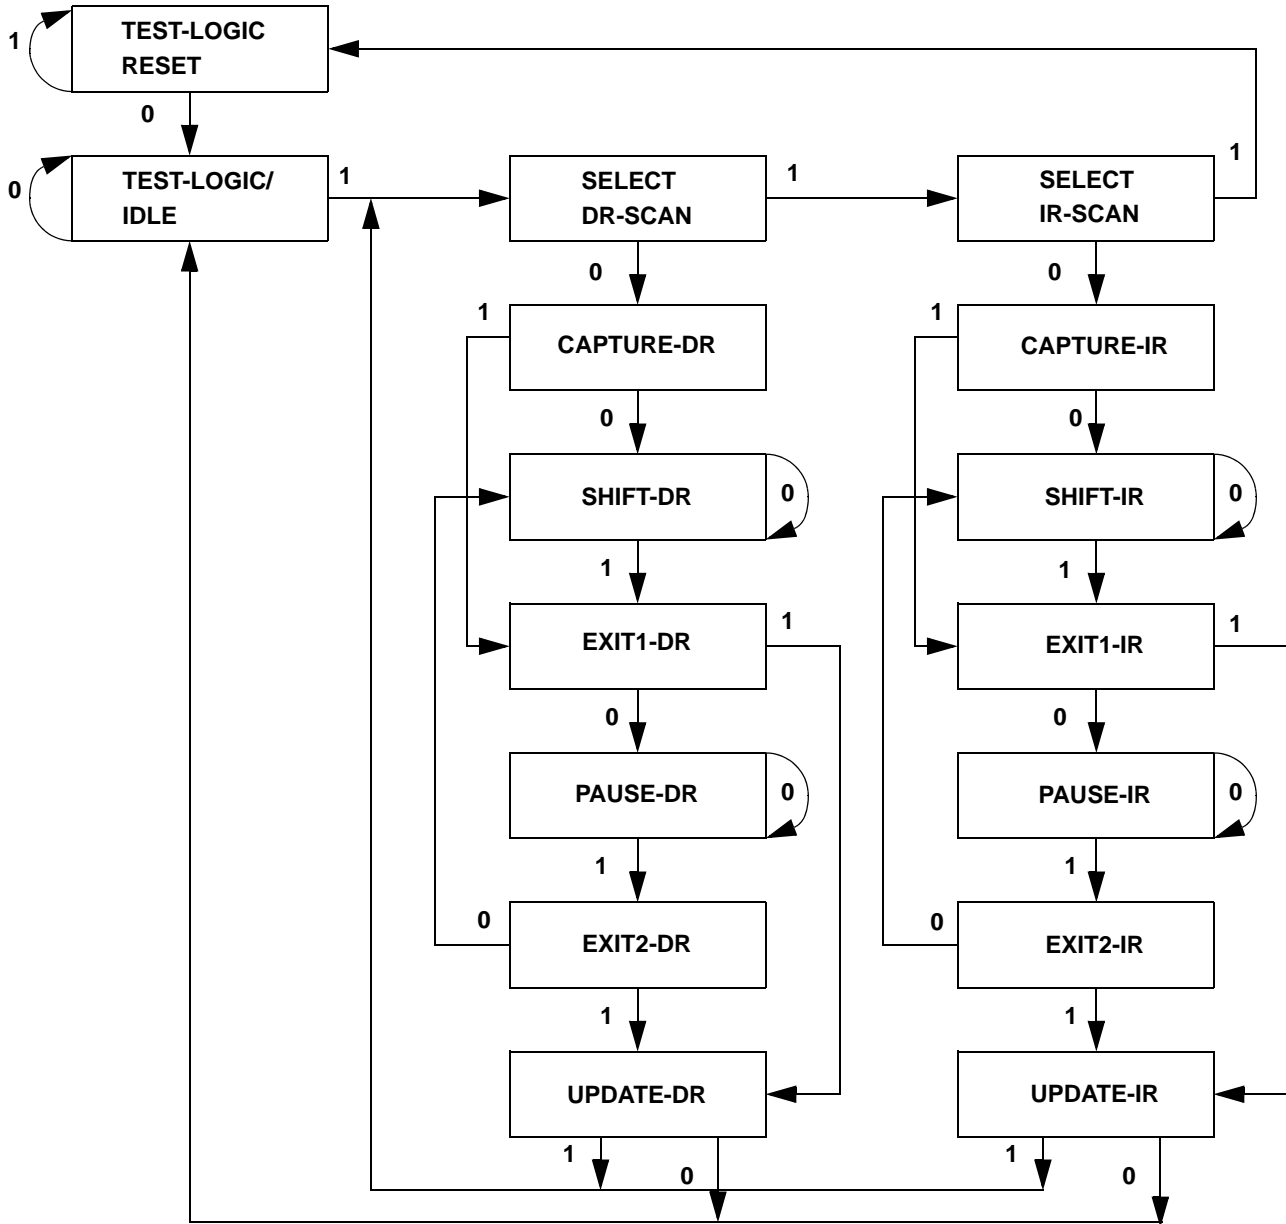 1
TEST-LOGIC
RESET
0
0
TEST-LOGIC/
IDLE
1
SELECT
DR-SCAN
1
SELECT
IR-SCAN
1
0
0
1
CAPTURE-DR
1
CAPTURE-IR
0
0
SHIFT-DR
0
SHIFT-IR
0
1
1
EXIT1-DR
1
EXIT1-IR
1
0
0
PAUSE-DR
0
PAUSE-IR
0
1
1
0
EXIT2-DR
0
EXIT2-IR
1
1
UPDATE-DR
UPDATE-IR
1
0
1
0